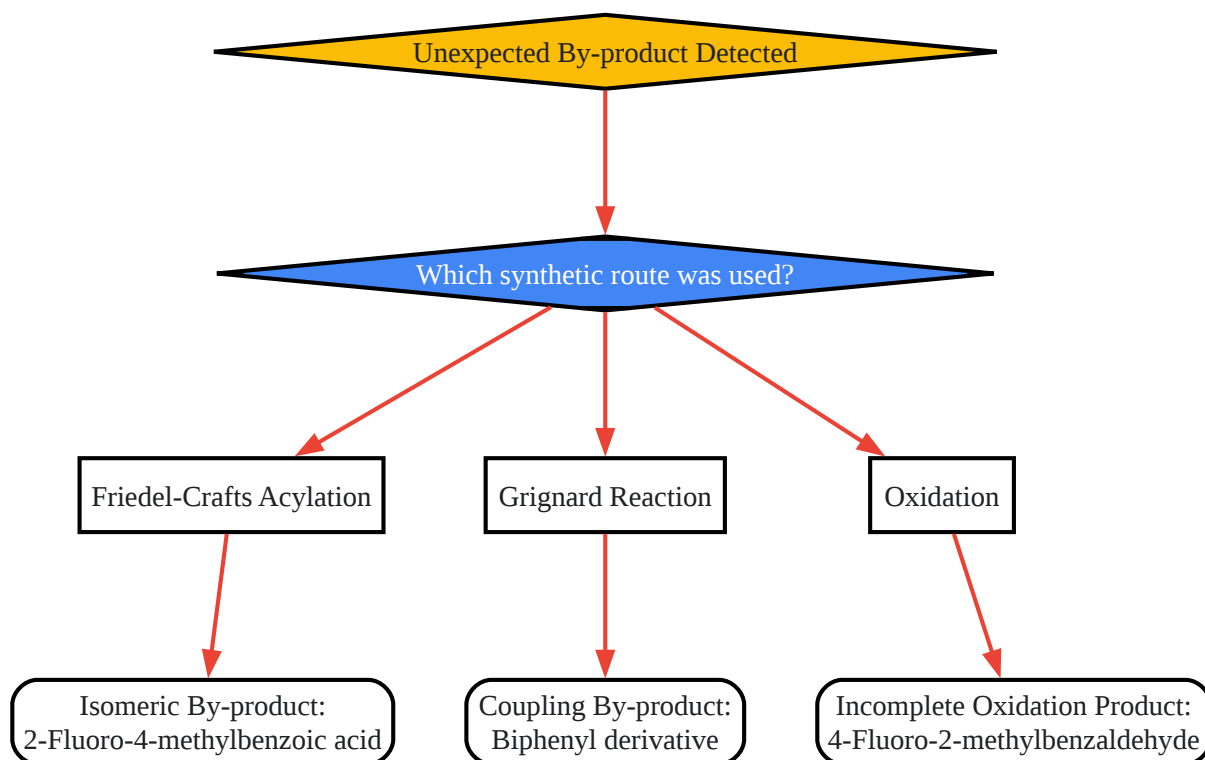 Unexpected By-product Detected
Which synthetic route was used?
Friedel-Crafts Acylation
Grignard Reaction
Oxidation
Isomeric By-product:
2-Fluoro-4-methylbenzoic acid
Coupling By-product:
Biphenyl derivative
Incomplete Oxidation Product:
4-Fluoro-2-methylbenzaldehyde